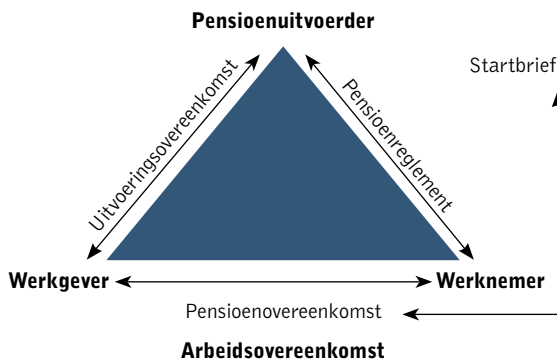 Pensioenuitvoerder
Startbrief
Uitvoeringsovereenkomst
Pensioenreglement
Werkgever
Werknemer
Pensioenovereenkomst
Arbeidsovereenkomst